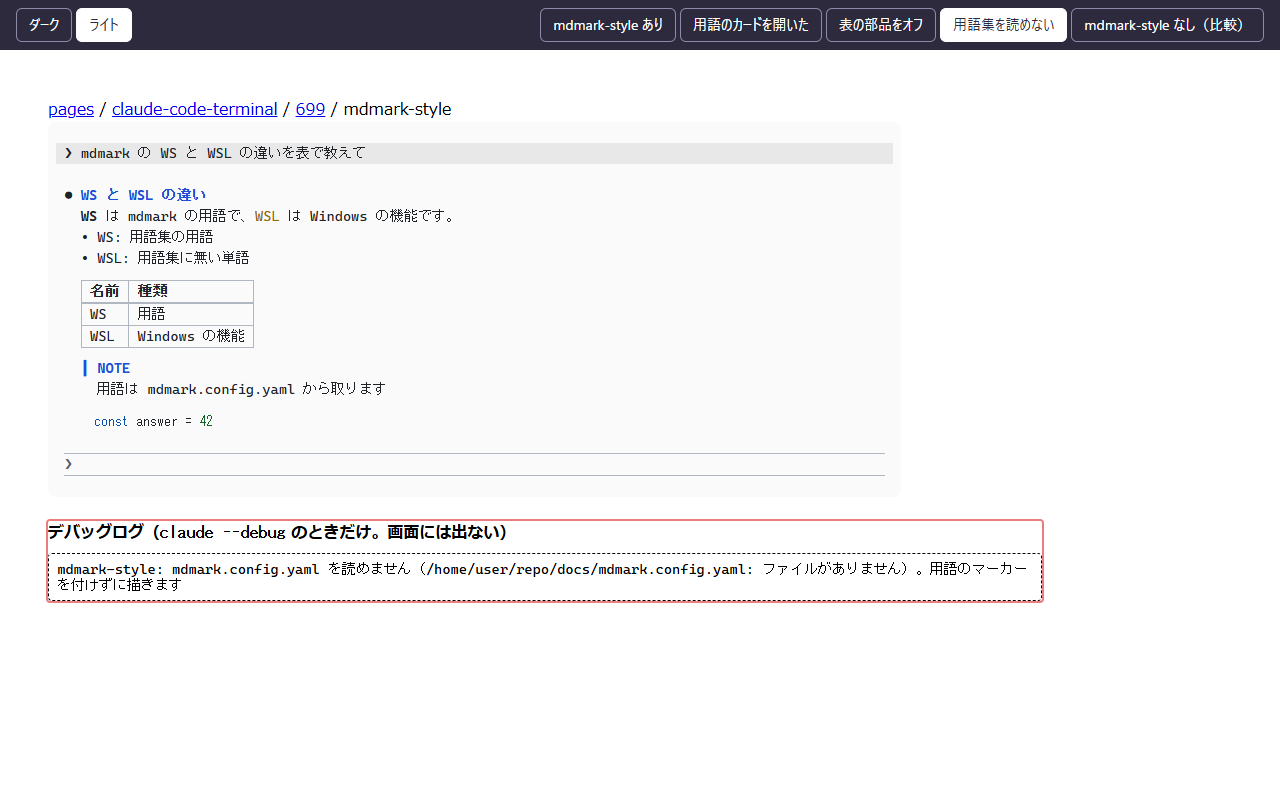 ダーク ライト mdmark-style あり 用語のカードを開いた 表の部品をオフ 用語集を読めない mdmark-style なし（比較）
pages / claude-code-terminal / 699 / mdmark-style
❯ mdmark の WS と WSL の違いを表で教えて
● WS と WSL の違い
WS は mdmark の用語で、WSL は Windows の機能です。
• WS: 用語集の用語
• WSL: 用語集に無い単語
名前 種類
WS 用語
WSL Windows の機能
NOTE
用語は mdmark.config.yaml から取ります
const answer = 42
❯
デバッグログ（claude --debug のときだけ。画面には出ない）
mdmark-style: mdmark.config.yaml を読めません（/home/user/repo/docs/mdmark.config.yaml: ファイルがありません）。用語のマーカー
を付けずに描きます